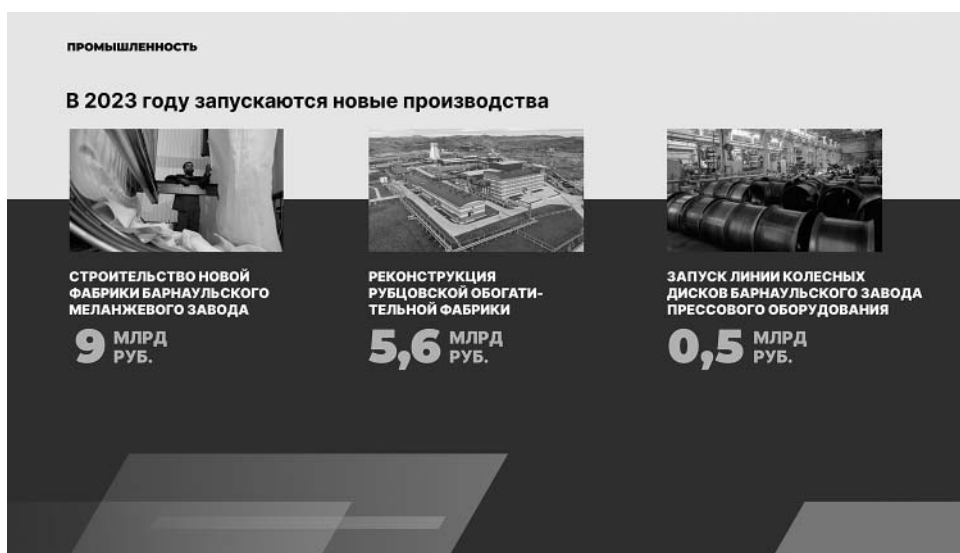 ПРОМЫШЛЕННОСТЬ
В 2023 году запускаются новые производства
СТРОИТЕЛЬСТВО НОВОЙ
ФАБРИКИ БАРНАУЛЬСКОГО
МЕЛАНЖЕВОГО ЗАВОДА
9 МЛРД
РУБ.
РЕКОНСТРУКЦИЯ
РУБЦОВСКОЙ ОБОГАТИ-
ТЕЛЬНОЙ ФАБРИКИ
5,6 МЛРД
РУБ.
ЗАПУСК ЛИНИИ КОЛЕСНЫХ
ДИСКОВ БАРНАУЛЬСКОГО ЗАВОДА
ПРЕССОВОГО ОБОРУДОВАНИЯ
0,5 МЛРД
РУБ.